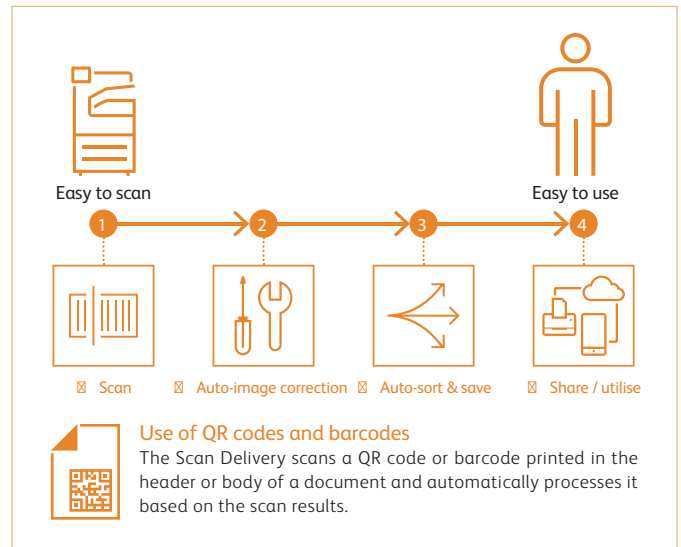 Easy to scan
Easy to use
1
2
3
4
☒ Scan
☒ Auto-image correction
☒ Auto-sort & save
☒ Share / utilise
Use of QR codes and barcodes
The Scan Delivery scans a QR code or barcode printed in the
header or body of a document and automatically processes it
based on the scan results.